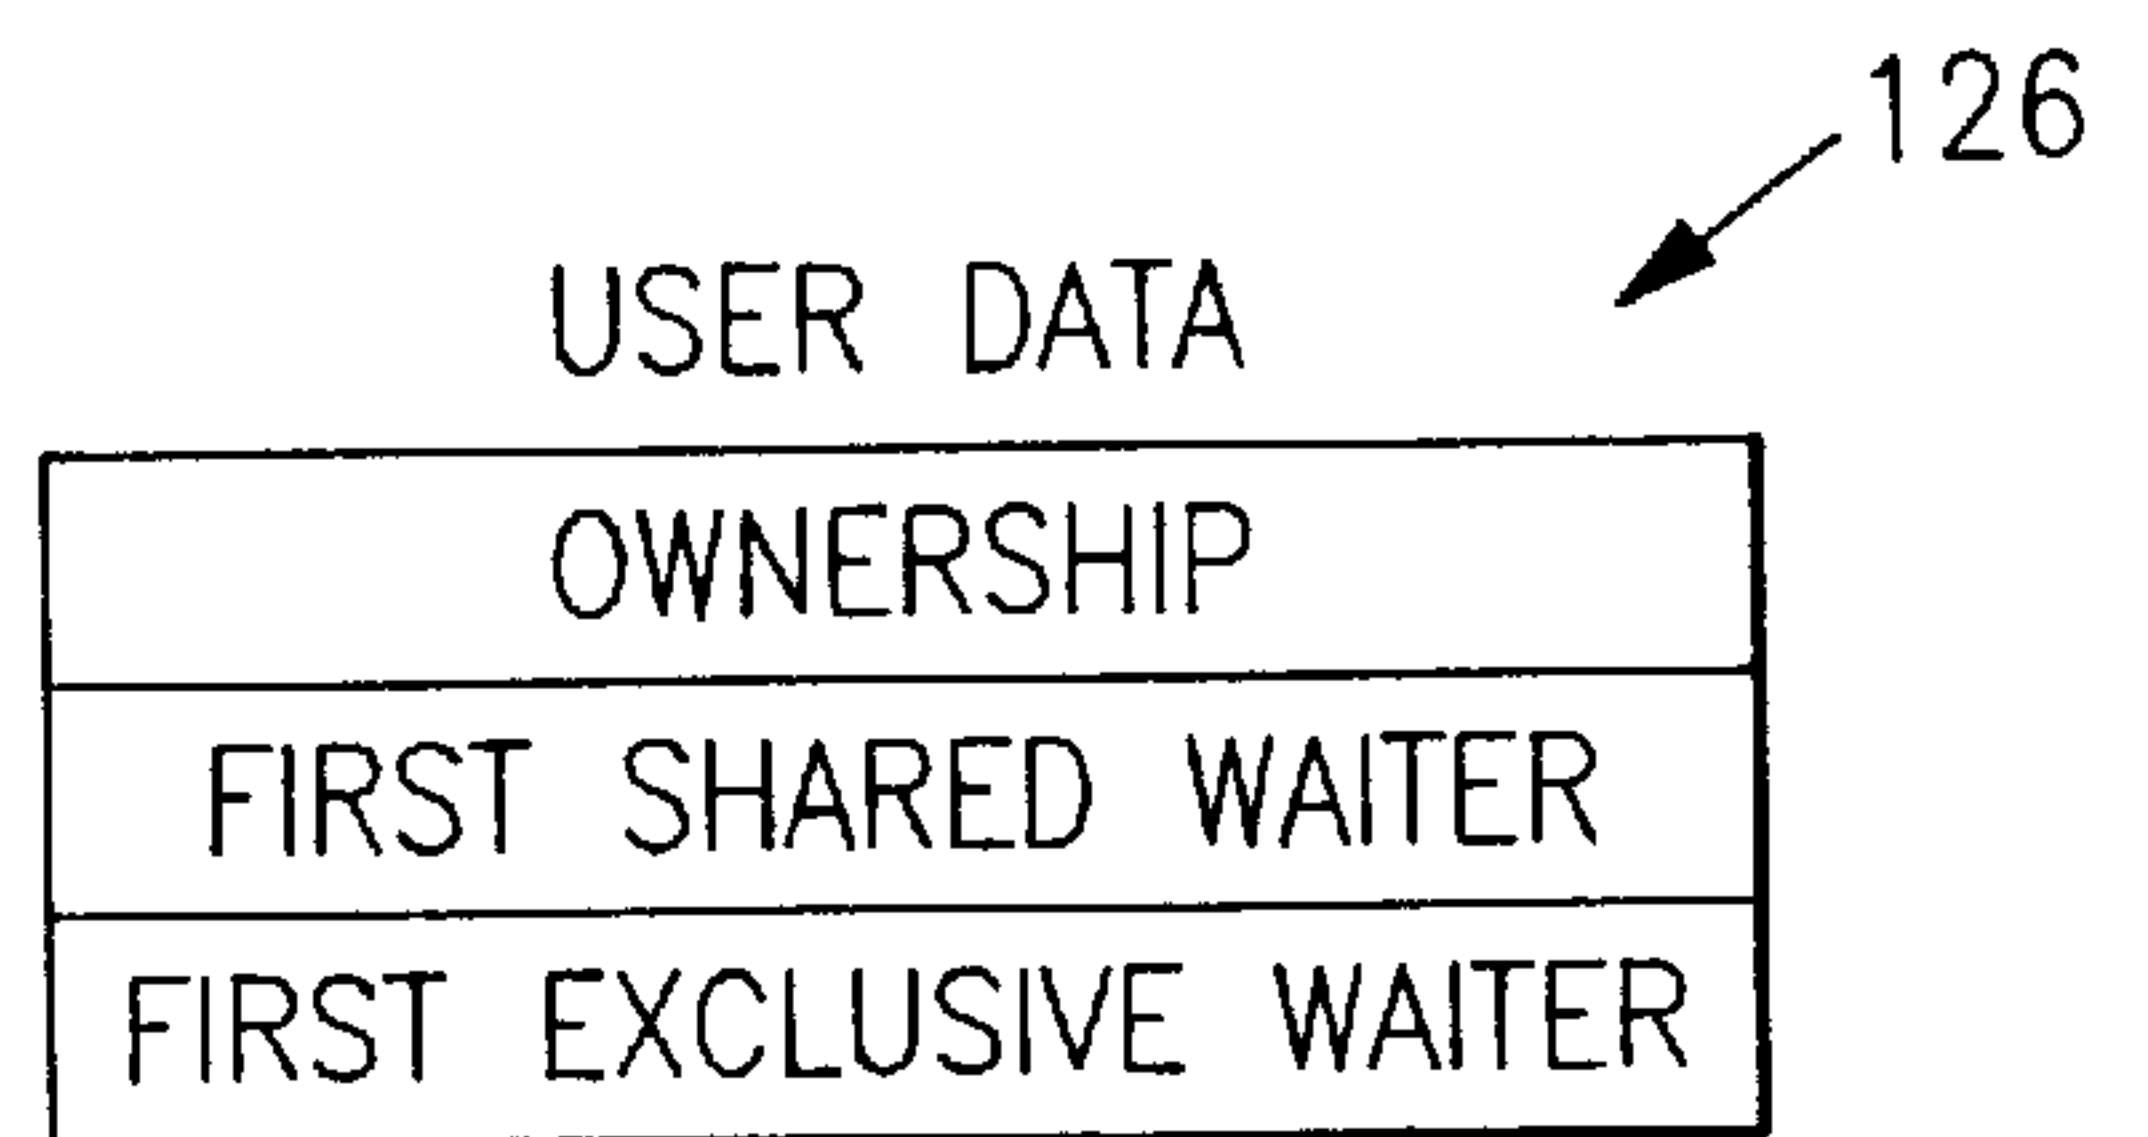 126
USER DATA
OWNERSHIP
FIRST SHARED WAITER
FIRST EXCLUSIVE WAITER